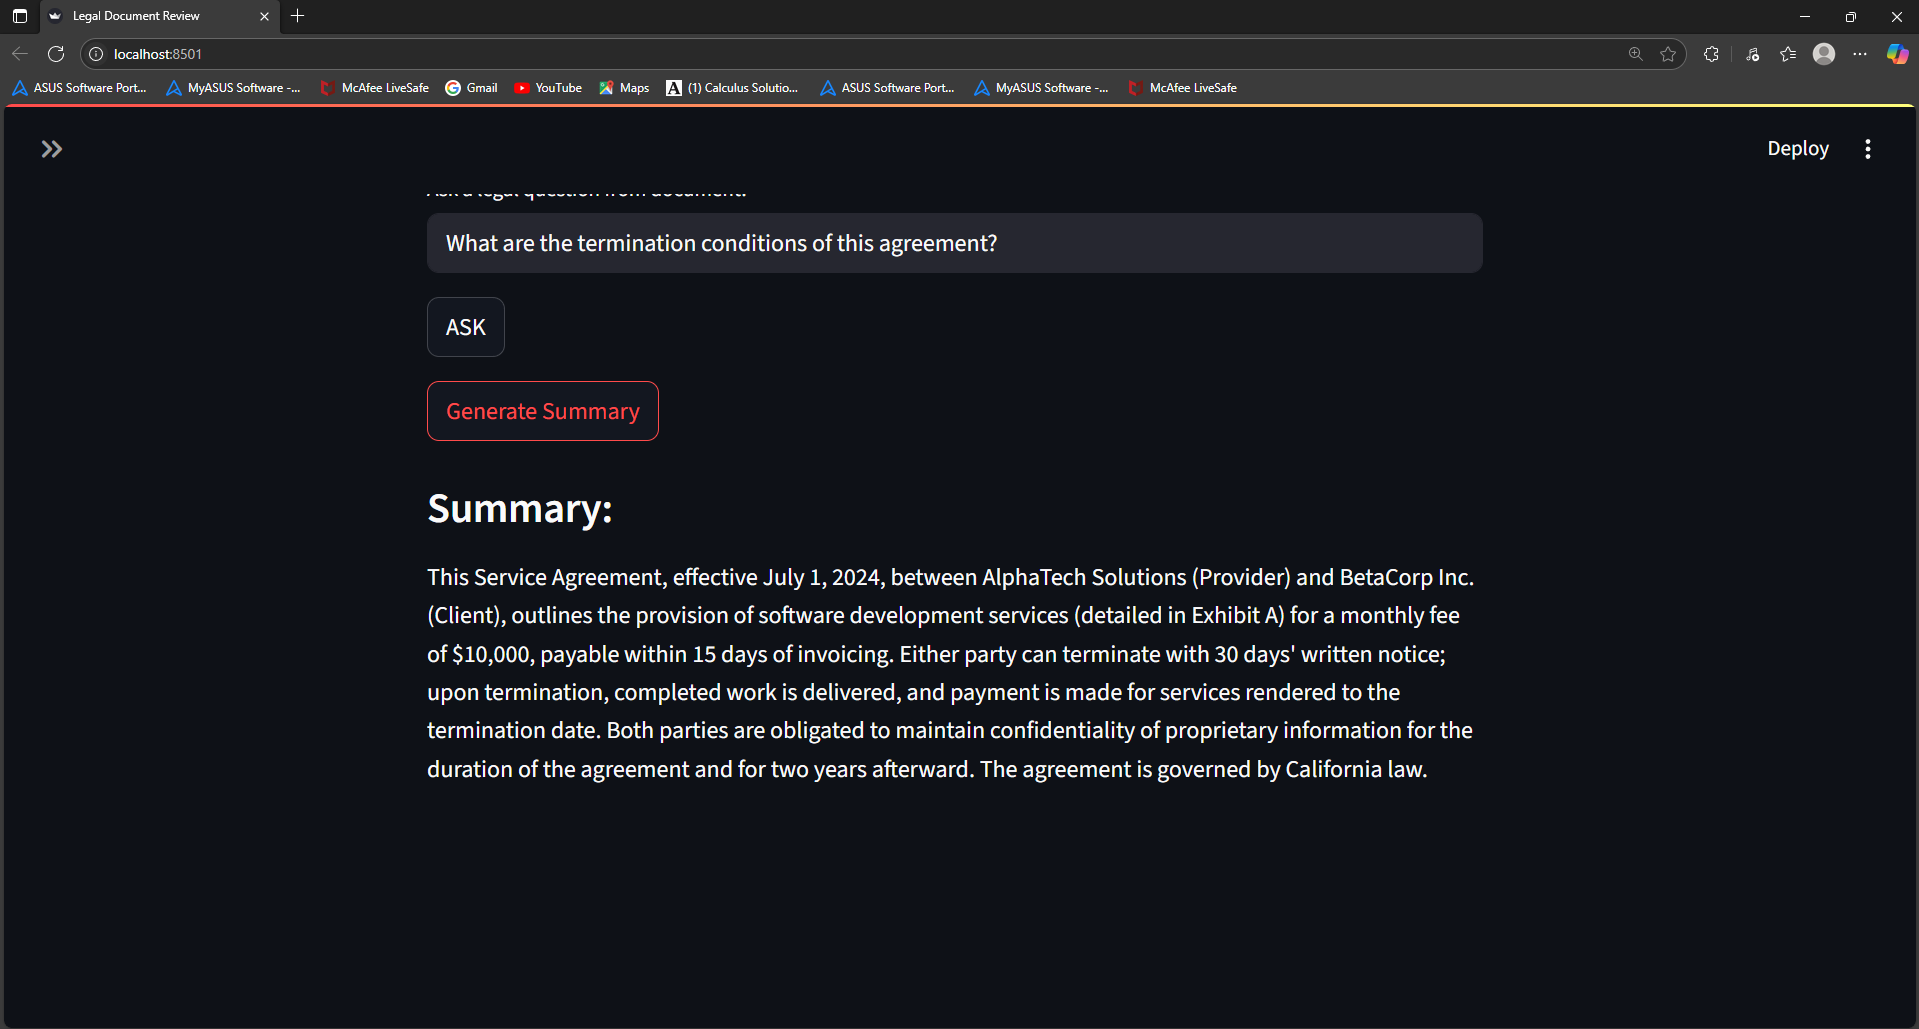 Legal Document Review
localhost:8501
ASUS Software Port... MyASUS Software -... McAfee LiveSafe Gmail YouTube Maps (1) Calculus Solutio... ASUS Software Port... MyASUS Software -... McAfee LiveSafe
Deploy
Ask a legal question from document:
What are the termination conditions of this agreement?
ASK
Generate Summary
Summary:
This Service Agreement, effective July 1, 2024, between AlphaTech Solutions (Provider) and BetaCorp Inc.
(Client), outlines the provision of software development services (detailed in Exhibit A) for a monthly fee
of $10,000, payable within 15 days of invoicing. Either party can terminate with 30 days' written notice;
upon termination, completed work is delivered, and payment is made for services rendered to the
termination date. Both parties are obligated to maintain confidentiality of proprietary information for the
duration of the agreement and for two years afterward. The agreement is governed by California law.